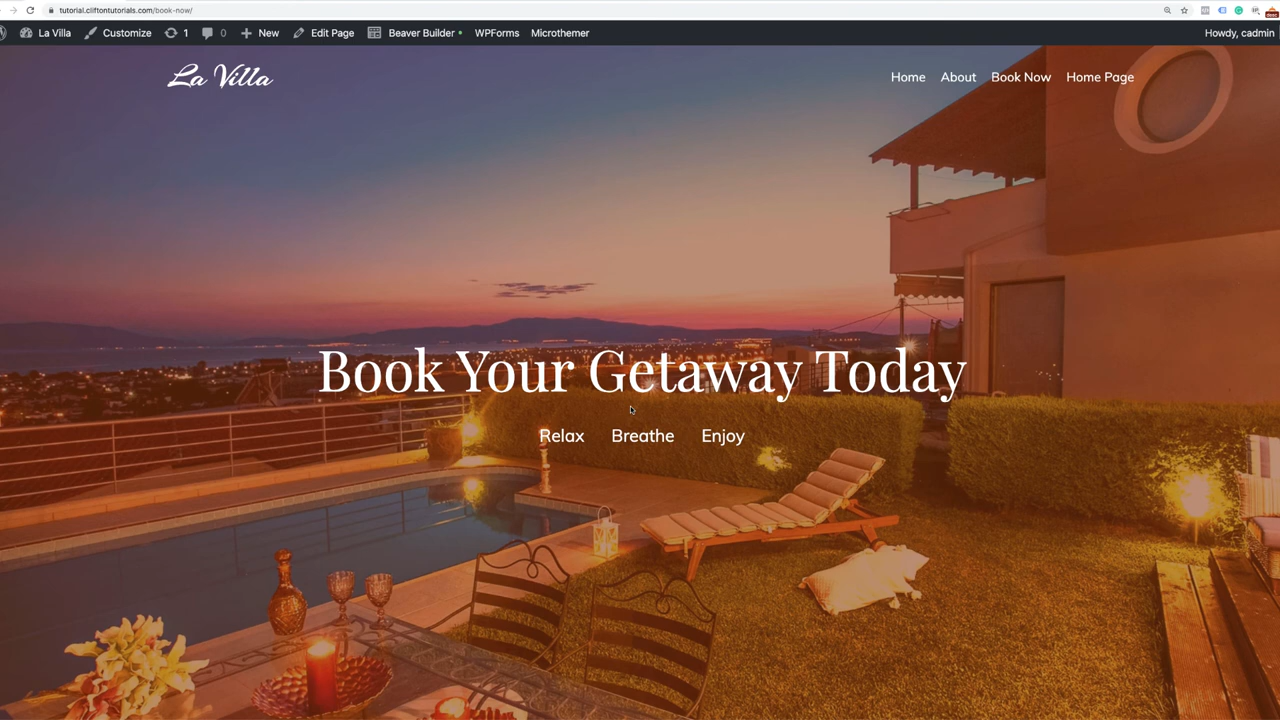 tutorial.cliftontutorials.com/book-now/
La Villa Customize 1 0 New Edit Page Beaver Builder WPForms Microthemer Howdy, cadmin
La Villa Home About Book Now Home Page
Book Your Getaway Today
Relax Breathe Enjoy